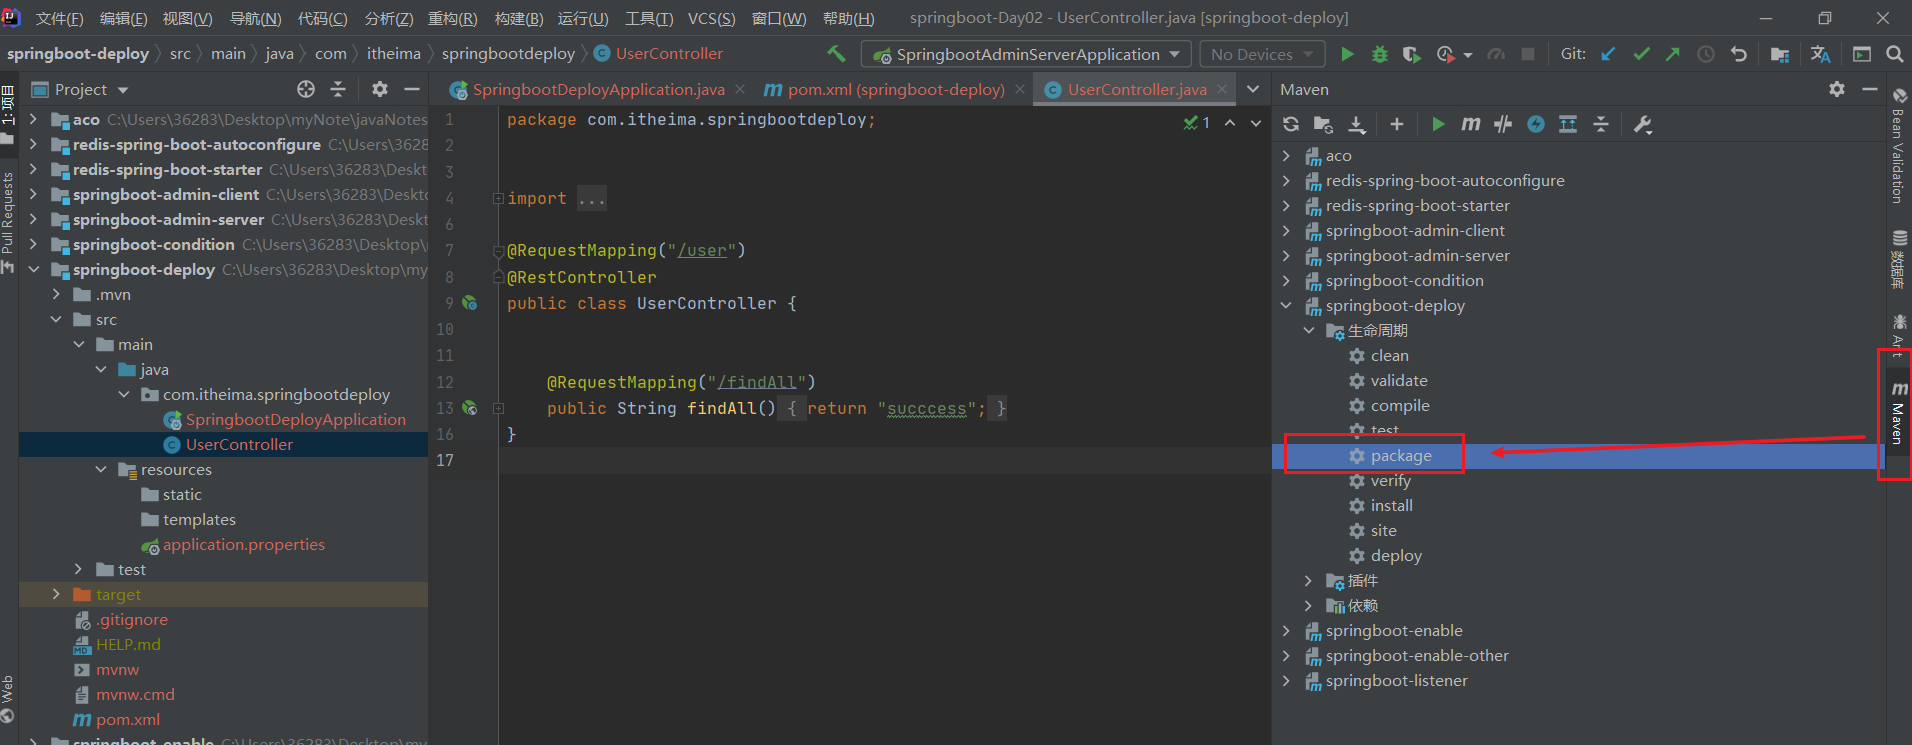 文件(F) 编辑(E) 视图(V) 导航(N) 代码(C) 分析(Z) 重构(R) 构建(B) 运行(U) 工具(T) VCS(S) 窗口(W) 帮助(H) springboot-Day02 - UserController.java [springboot-deploy]
springboot-deploy src main java com itheima springbootdeploy UserController SpringbootAdminServerApplication No Devices Git:
Project
SpringbootDeployApplication.java pom.xml (springboot-deploy) UserController.java
Maven
1: 项目
Pull Requests
Web
aco C:\Users\36283\Desktop\myNote\javaNotes
redis-spring-boot-autoconfigure C:\Users\3628
redis-spring-boot-starter C:\Users\36283\Deskt
springboot-admin-client C:\Users\36283\Deskt
springboot-admin-server C:\Users\36283\Deskt
springboot-condition C:\Users\36283\Desktop\
springboot-deploy C:\Users\36283\Desktop\my
.mvn
src
main
java
com.itheima.springbootdeploy
SpringbootDeployApplication
UserController
resources
static
templates
application.properties
test
target
.gitignore
HELP.md
mvnw
mvnw.cmd
pom.xml
springboot-enable C:\Users\36283\Desktop\my
1 package com.itheima.springbootdeploy;
1
2
3
4 import ...
6
7 @RequestMapping("/user")
8 @RestController
9 public class UserController {
10
11
12 @RequestMapping("/findAll")
13 public String findAll() { return "succcess"; }
16 }
17
aco
redis-spring-boot-autoconfigure
redis-spring-boot-starter
springboot-admin-client
springboot-admin-server
springboot-condition
springboot-deploy
生命周期
clean
validate
compile
test
package
verify
install
site
deploy
插件
依赖
springboot-enable
springboot-enable-other
springboot-listener
Bean Validation
数据库
Ant
Maven